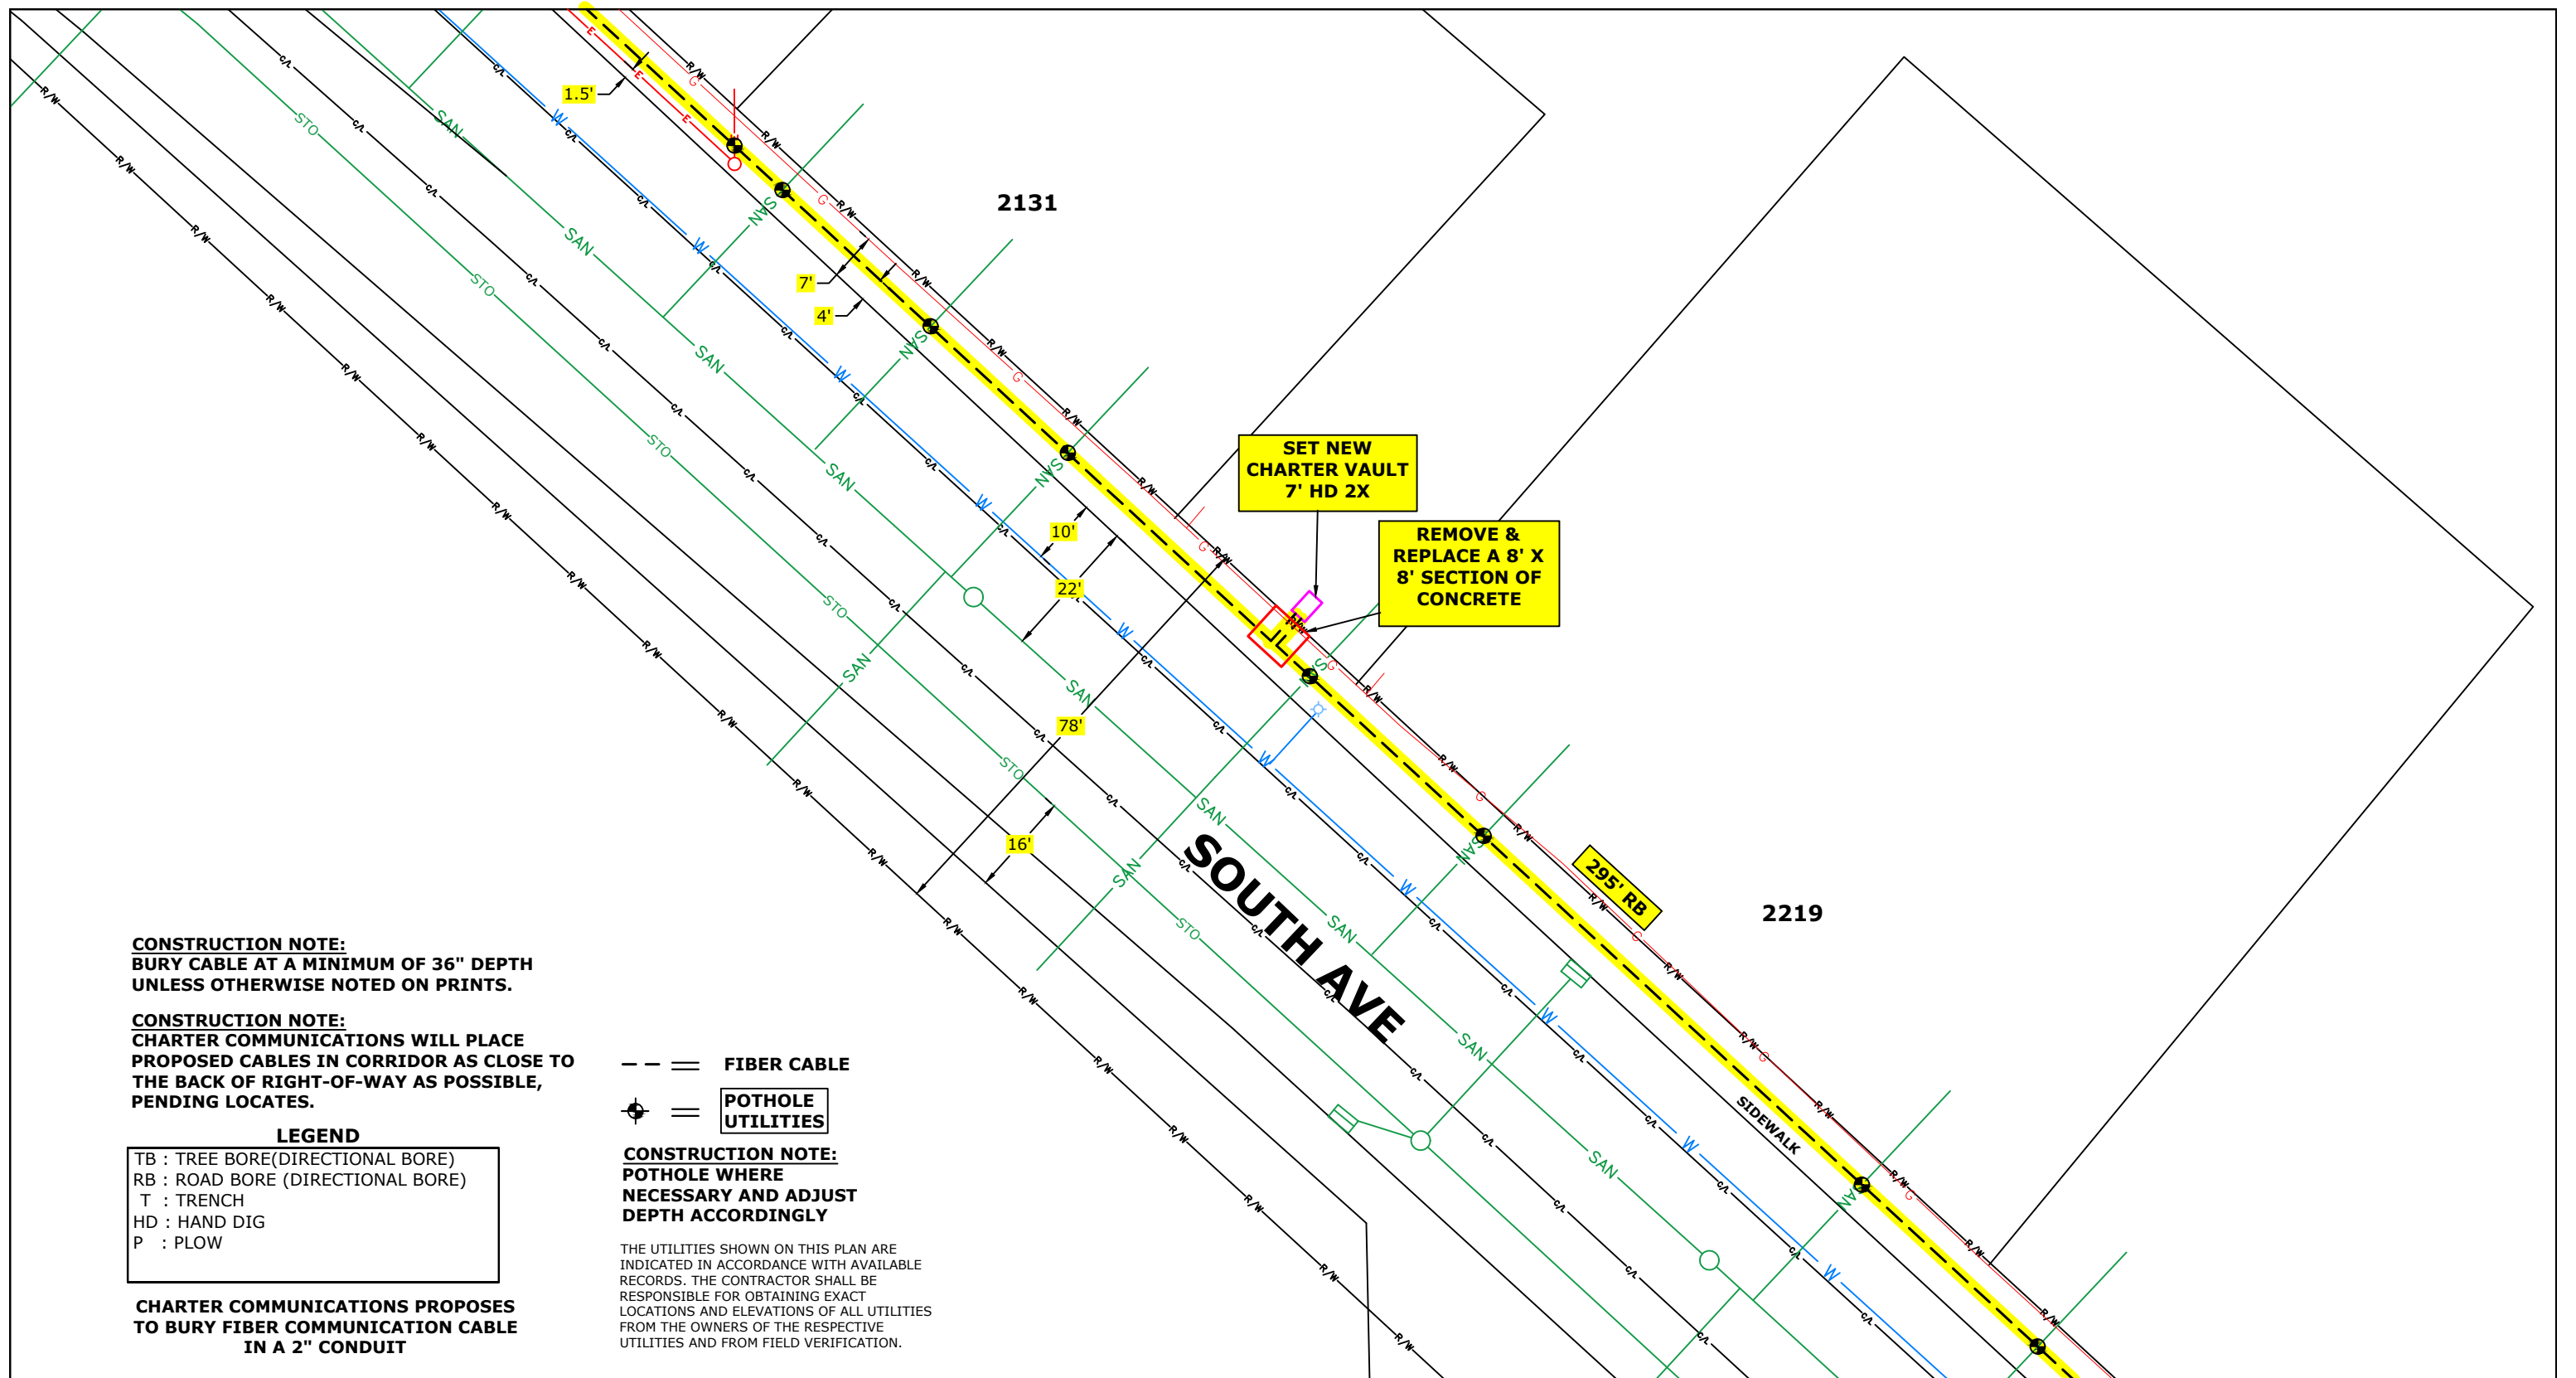 1.5'
2131
7'
4'
SET NEW
CHARTER VAULT
7' HD 2X
REMOVE &
REPLACE A 8' X
8' SECTION OF
CONCRETE
10'
22'
78'
16'
SOUTH AVE
295' RB
2219
SIDEWALK
R/W
C/L
E
G
W
SAN
STO
CONSTRUCTION NOTE:
BURY CABLE AT A MINIMUM OF 36" DEPTH
UNLESS OTHERWISE NOTED ON PRINTS.
CONSTRUCTION NOTE:
CHARTER COMMUNICATIONS WILL PLACE
PROPOSED CABLES IN CORRIDOR AS CLOSE TO
THE BACK OF RIGHT-OF-WAY AS POSSIBLE,
PENDING LOCATES.
LEGEND
TB : TREE BORE(DIRECTIONAL BORE)
RB : ROAD BORE (DIRECTIONAL BORE)
T : TRENCH
HD : HAND DIG
P : PLOW
CHARTER COMMUNICATIONS PROPOSES
TO BURY FIBER COMMUNICATION CABLE
IN A 2" CONDUIT
FIBER CABLE
POTHOLE
UTILITIES
CONSTRUCTION NOTE:
POTHOLE WHERE
NECESSARY AND ADJUST
DEPTH ACCORDINGLY
THE UTILITIES SHOWN ON THIS PLAN ARE
INDICATED IN ACCORDANCE WITH AVAILABLE
RECORDS. THE CONTRACTOR SHALL BE
RESPONSIBLE FOR OBTAINING EXACT
LOCATIONS AND ELEVATIONS OF ALL UTILITIES
FROM THE OWNERS OF THE RESPECTIVE
UTILITIES AND FROM FIELD VERIFICATION.